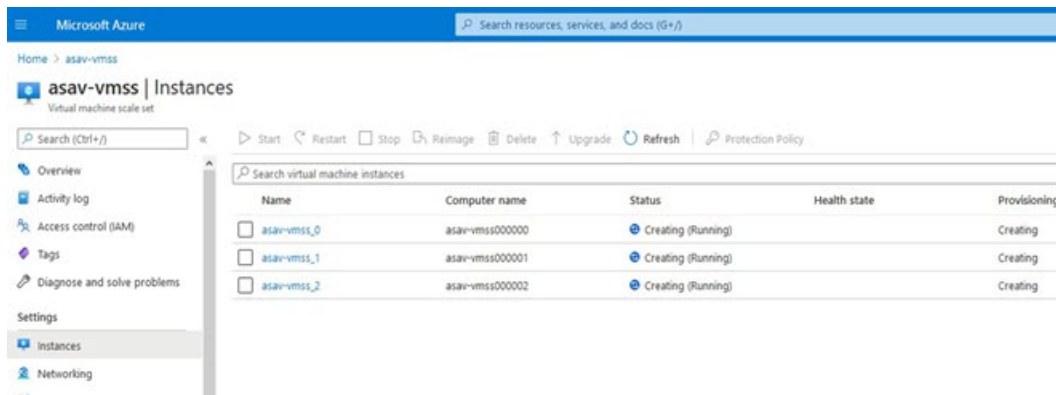 Microsoft Azure
Search resources, services, and docs (G+/)
Home > asav-vmss
asav-vmss | Instances
Virtual machine scale set
Search (Ctrl+/)
«
Start Restart Stop Reimage Delete Upgrade Refresh Protection Policy
Overview
Activity log
Access control (IAM)
Tags
Diagnose and solve problems
Settings
Instances
Networking
Search virtual machine instances
Name Computer name Status Health state Provisioning
asav-vmss_0 asav-vmss000000 Creating (Running) Creating
asav-vmss_1 asav-vmss000001 Creating (Running) Creating
asav-vmss_2 asav-vmss000002 Creating (Running) Creating